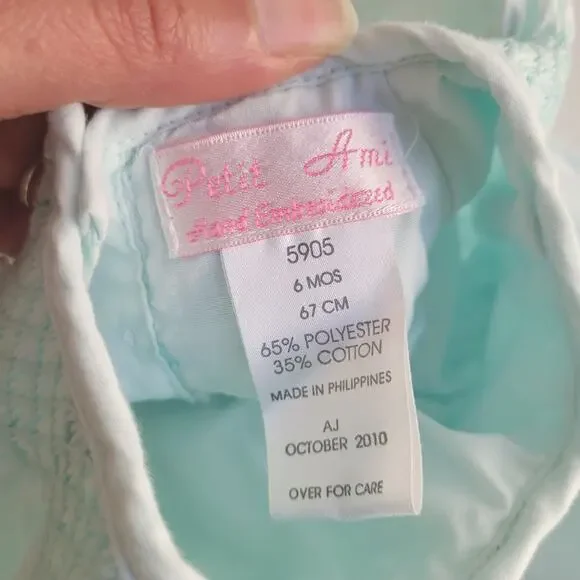 Petit Ami
Hand Embroidered
5905
6 MOS
67 CM
65% POLYESTER
35% COTTON
MADE IN PHILIPPINES
AJ
OCTOBER 2010
OVER FOR CARE